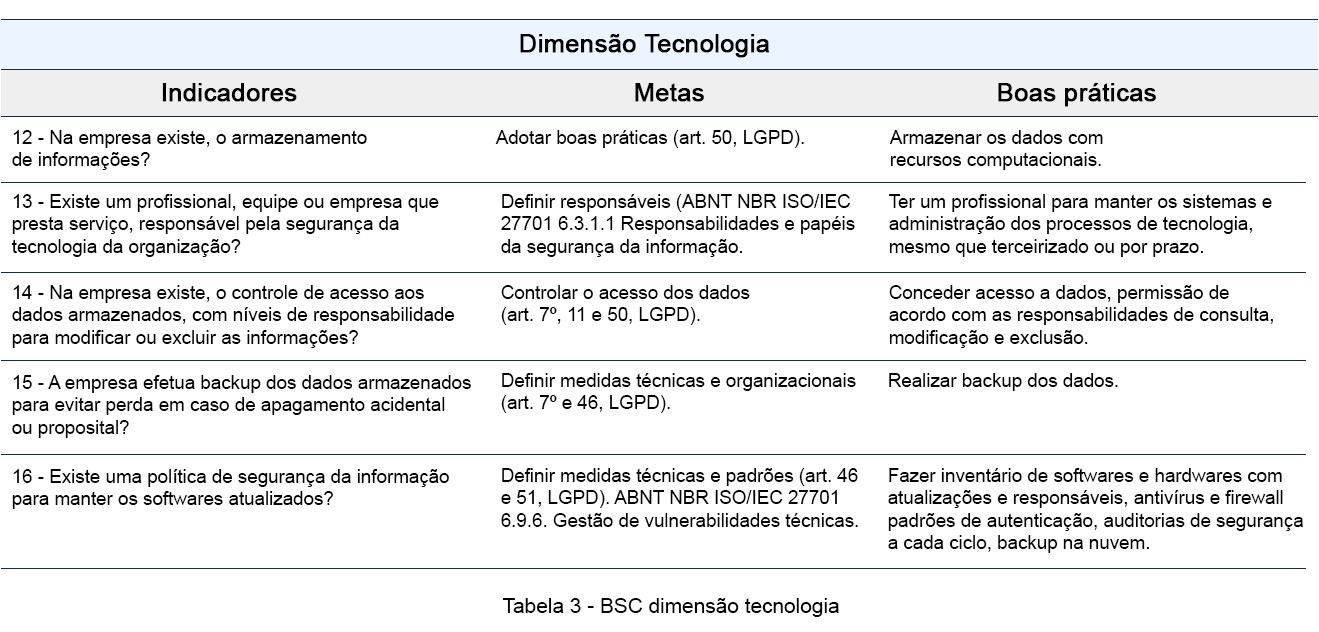 Dimensão Tecnologia
Indicadores
Metas
Boas práticas
12 - Na empresa existe, o armazenamento
de informações?
Adotar boas práticas (art. 50, LGPD).
Armazenar os dados com
recursos computacionais.
13 - Existe um profissional, equipe ou empresa que
presta serviço, responsável pela segurança da
tecnologia da organização?
Definir responsáveis (ABNT NBR ISO/IEC
27701 6.3.1.1 Responsabilidades e papéis
da segurança da informação.
Ter um profissional para manter os sistemas e
administração dos processos de tecnologia,
mesmo que terceirizado ou por prazo.
14 - Na empresa existe, o controle de acesso aos
dados armazenados, com níveis de responsabilidade
para modificar ou excluir as informações?
Controlar o acesso dos dados
(art. 7º, 11 e 50, LGPD).
Conceder acesso a dados, permissão de
acordo com as responsabilidades de consulta,
modificação e exclusão.
15 - A empresa efetua backup dos dados armazenados
para evitar perda em caso de apagamento acidental
ou proposital?
Definir medidas técnicas e organizacionais
(art. 7º e 46, LGPD).
Realizar backup dos dados.
16 - Existe uma política de segurança da informação
para manter os softwares atualizados?
Definir medidas técnicas e padrões (art. 46
e 51, LGPD). ABNT NBR ISO/IEC 27701
6.9.6. Gestão de vulnerabilidades técnicas.
Fazer inventário de softwares e hardwares com
atualizações e responsáveis, antivírus e firewall
padrões de autenticação, auditorias de segurança
a cada ciclo, backup na nuvem.
Tabela 3 - BSC dimensão tecnologia